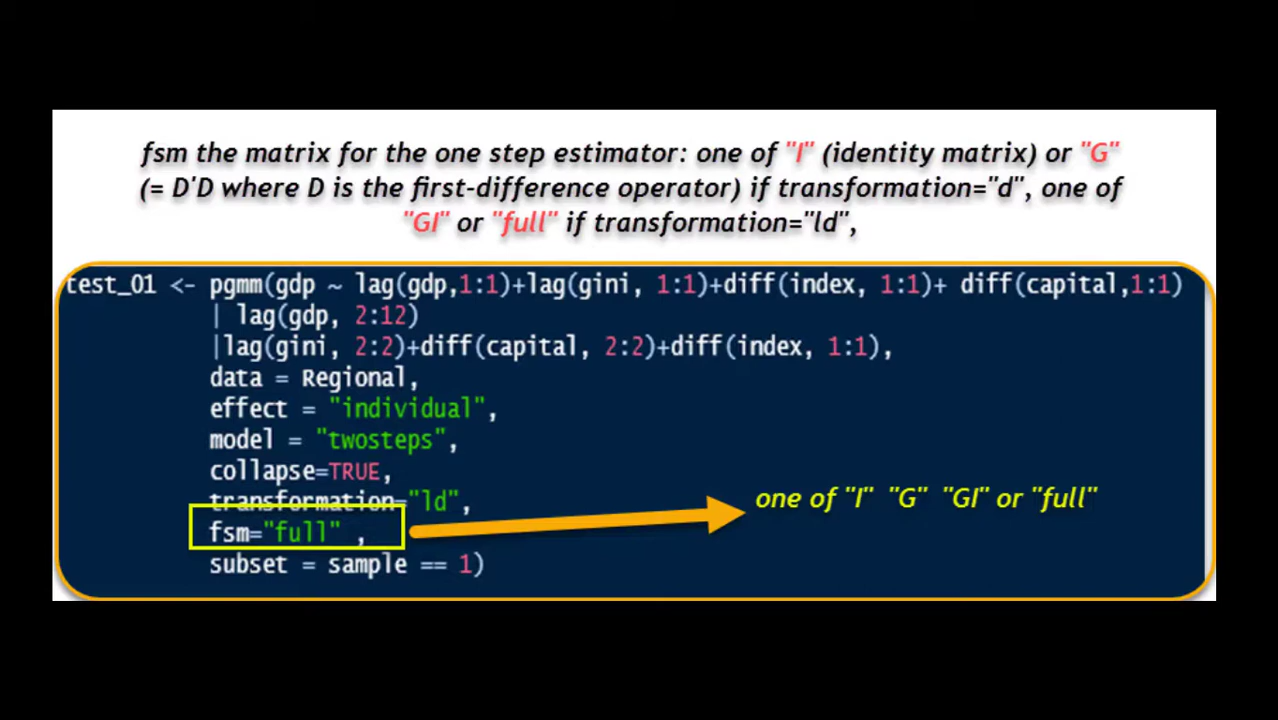 fsm the matrix for the one step estimator: one of "I" (identity matrix) or "G"
(= D'D where D is the first-difference operator) if transformation="d", one of
"GI" or "full" if transformation="ld",
test_01 <- pgmm(gdp ~ lag(gdp,1:1)+lag(gini, 1:1)+diff(index, 1:1)+ diff(capital,1:1)
| lag(gdp, 2:12)
|lag(gini, 2:2)+diff(capital, 2:2)+diff(index, 1:1),
data = Regional,
effect = "individual",
model = "twosteps",
collapse=TRUE,
transformation="ld",
fsm="full" ,
one of "I" "G" "GI" or "full"
subset = sample == 1)